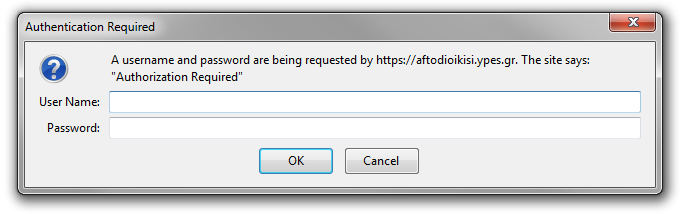 Authentication Required
A username and password are being requested by https://aftodioikisi.ypes.gr. The site says:
"Authorization Required"
User Name:
Password:
OK
Cancel